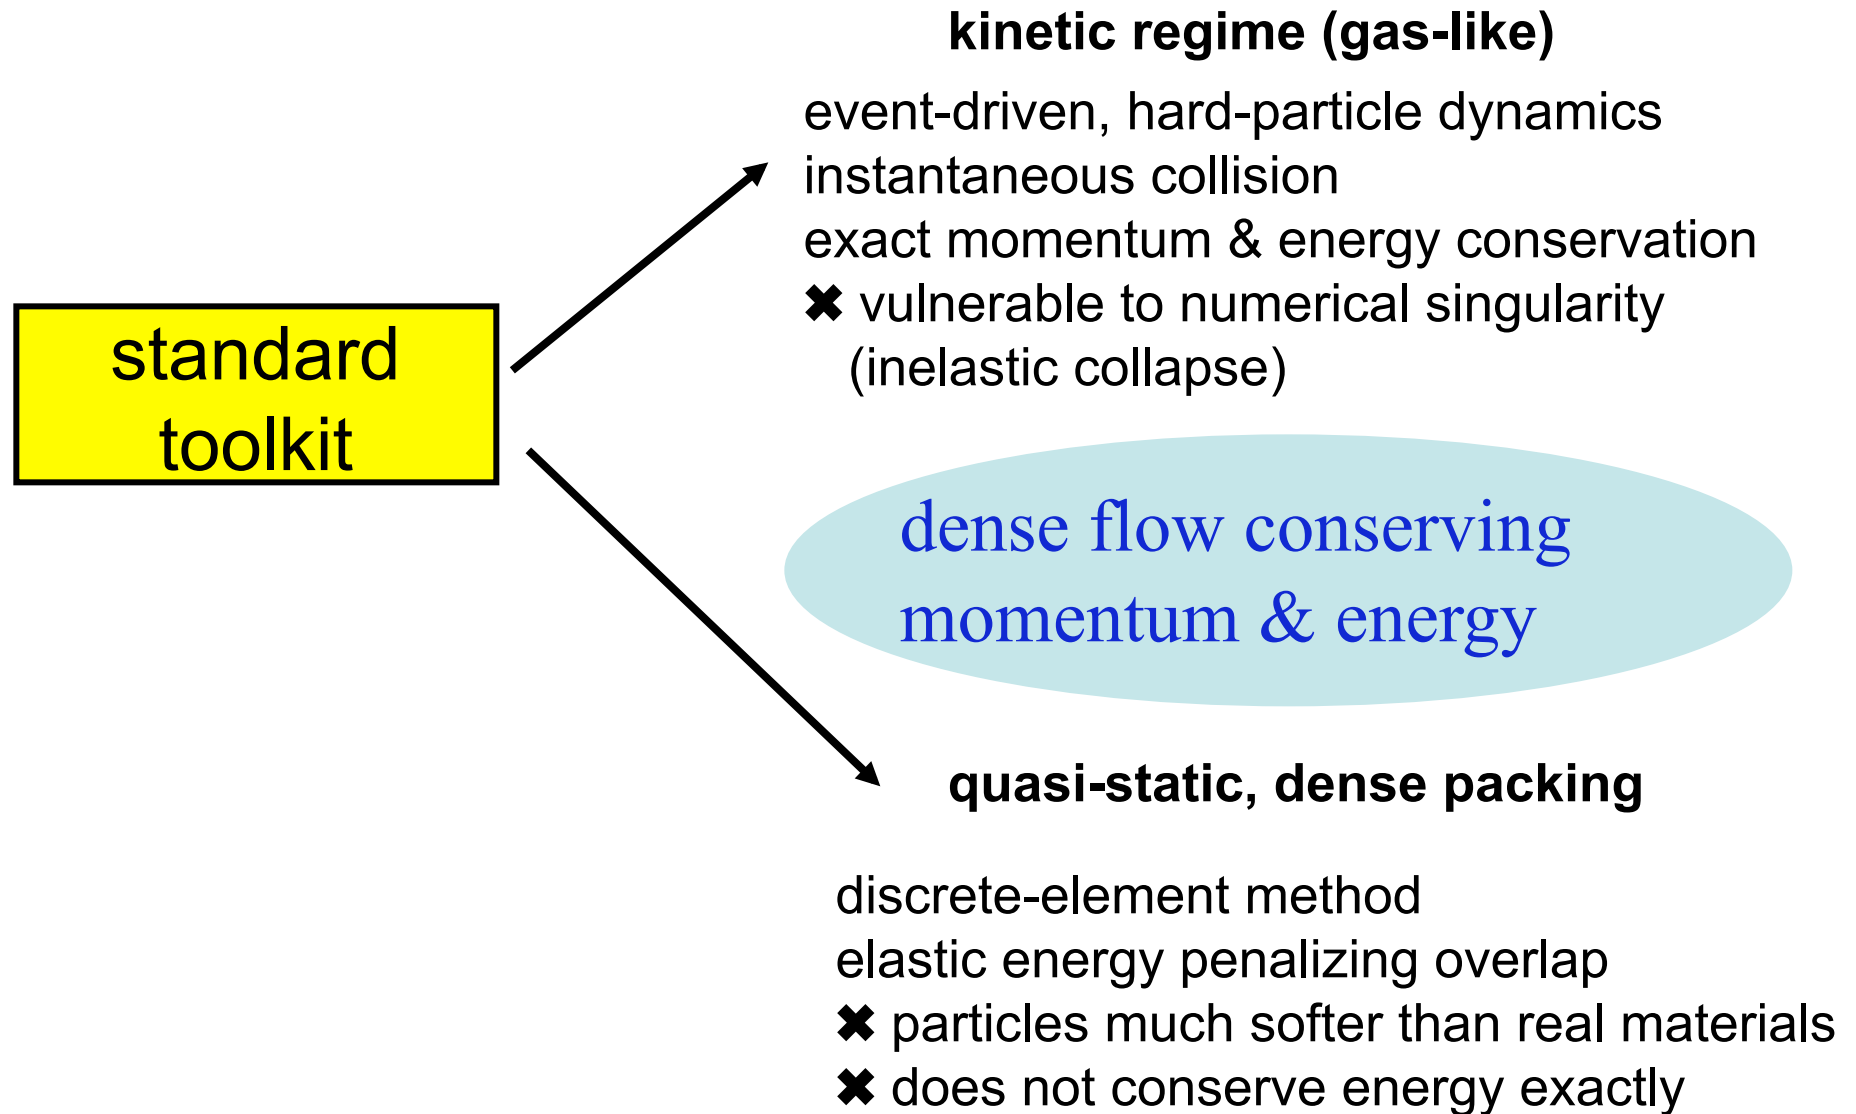 kinetic regime (gas-like)
event-driven, hard-particle dynamics
instantaneous collision
exact momentum & energy conservation
✖ vulnerable to numerical singularity
(inelastic collapse)
standard
toolkit
dense flow conserving
momentum & energy
quasi-static, dense packing
discrete-element method
elastic energy penalizing overlap
✖ particles much softer than real materials
✖ does not conserve energy exactly